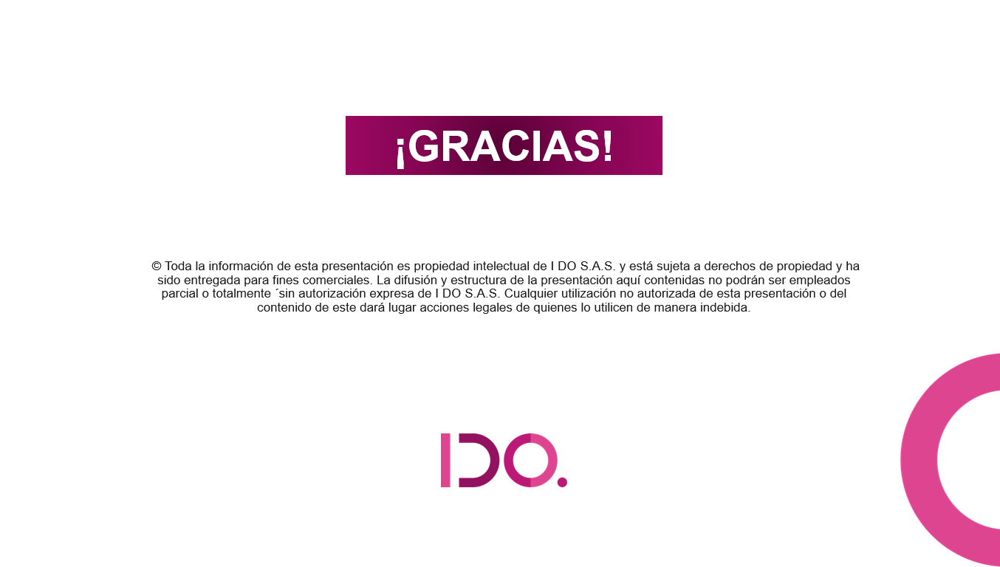 ¡GRACIAS!
© Toda la información de esta presentación es propiedad intelectual de I DO S.A.S. y está sujeta a derechos de propiedad y ha
sido entregada para fines comerciales. La difusión y estructura de la presentación aquí contenidas no podrán ser empleados
parcial o totalmente ´sin autorización expresa de I DO S.A.S. Cualquier utilización no autorizada de esta presentación o del
contenido de este dará lugar acciones legales de quienes lo utilicen de manera indebida.
IDO.